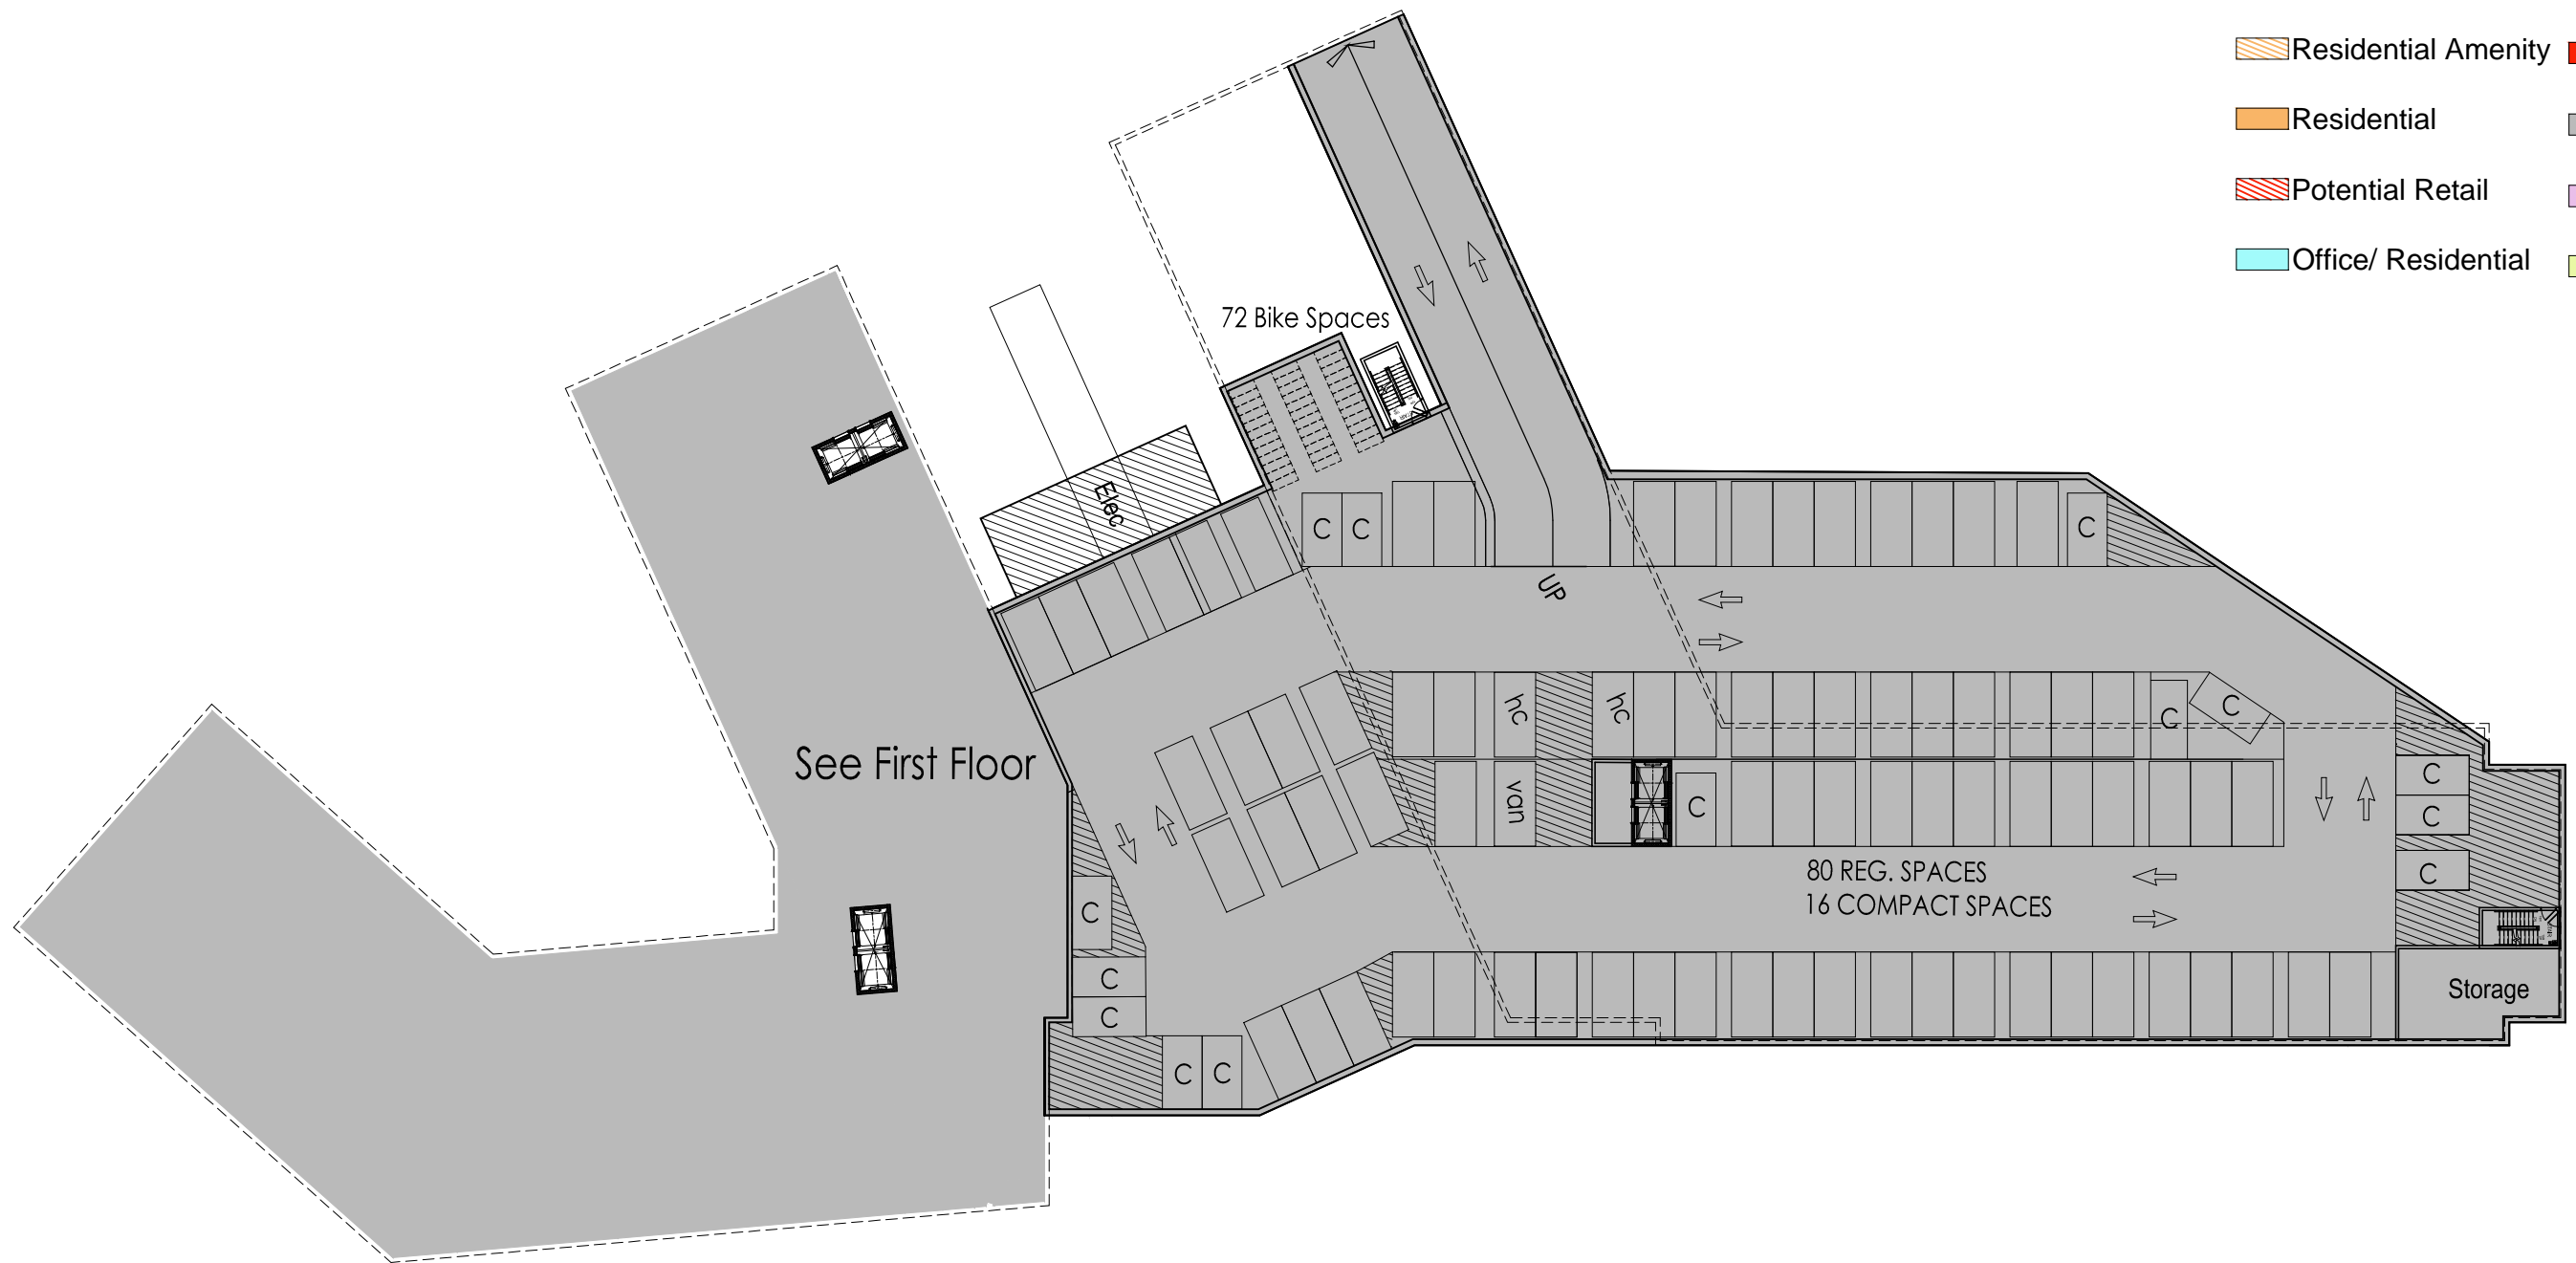 Residential Amenity
Residential
Potential Retail
Office/ Residential
72 Bike Spaces
Elec
C
C
C
UP
hc
hc
C
C
See First Floor
van
C
C
C
C
80 REG. SPACES
16 COMPACT SPACES
C
C
C
Storage
C
C